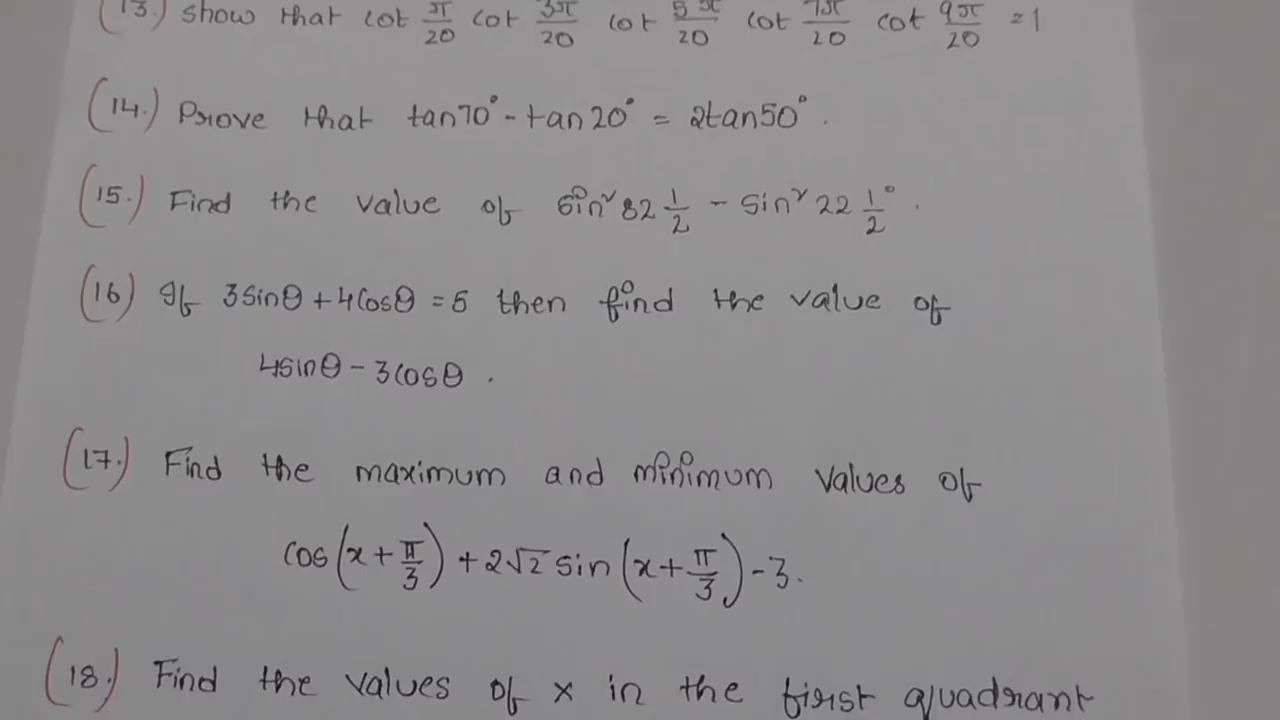 (13.) Show that cot π/20 cot 3π/20 cot 5π/20 cot 7π/20 cot 9π/20 = 1
(14.) Prove that tan70° - tan20° = 2tan50°.
(15.) Find the value of sin² 82 1/2 - sin² 22 1/2°.
(16) If 3sinθ + 4cosθ = 5 then find the value of
4sinθ - 3cosθ.
(17.) Find the maximum and minimum values of
cos(x + π/3) + 2√2 sin(x + π/3) - 3.
(18.) Find the values of x in the first quadrant